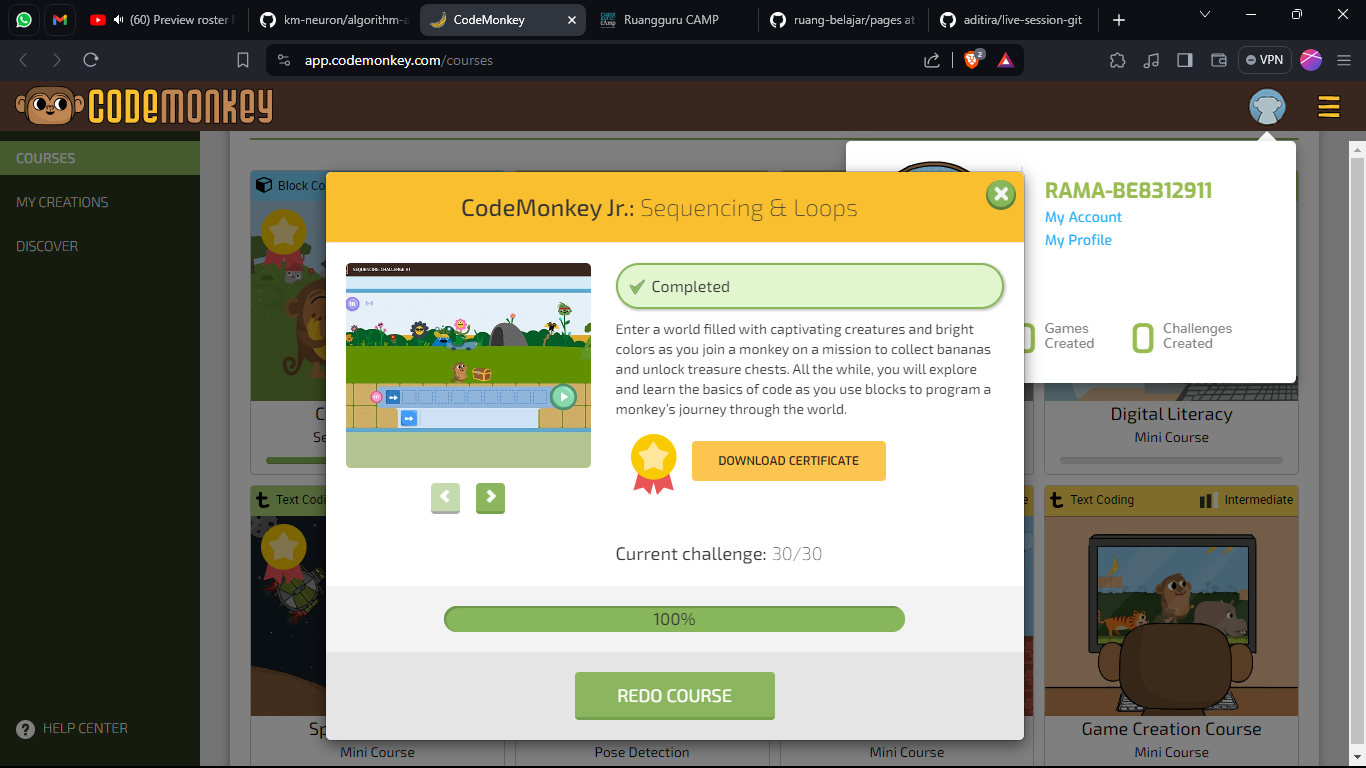 (60) Preview roster
km-neuron/algorithm-a
CodeMonkey
Ruangguru CAMP
ruang-belajar/pages at
aditira/live-session-git
app.codemonkey.com/courses
2
VPN
CODEMONKEY
COURSES
MY CREATIONS
DISCOVER
HELP CENTER
RAMA-BE8312911
My Account
My Profile
Games
Created
0 Challenges
Created
Block Co
CodeMonkey Jr.: Sequencing & Loops
SEQUENCING CHALLENGE #1
Completed
Enter a world filled with captivating creatures and bright
colors as you join a monkey on a mission to collect bananas
and unlock treasure chests. All the while, you will explore
and learn the basics of code as you use blocks to program a
monkey's journey through the world.
DOWNLOAD CERTIFICATE
Current challenge: 30/30
100%
REDO COURSE
C
Se
Digital Literacy
Mini Course
t Text Codi
e
t Text Coding
Intermediate
Sp
Mini Course
Pose Detection
Mini Course
Game Creation Course
Mini Course